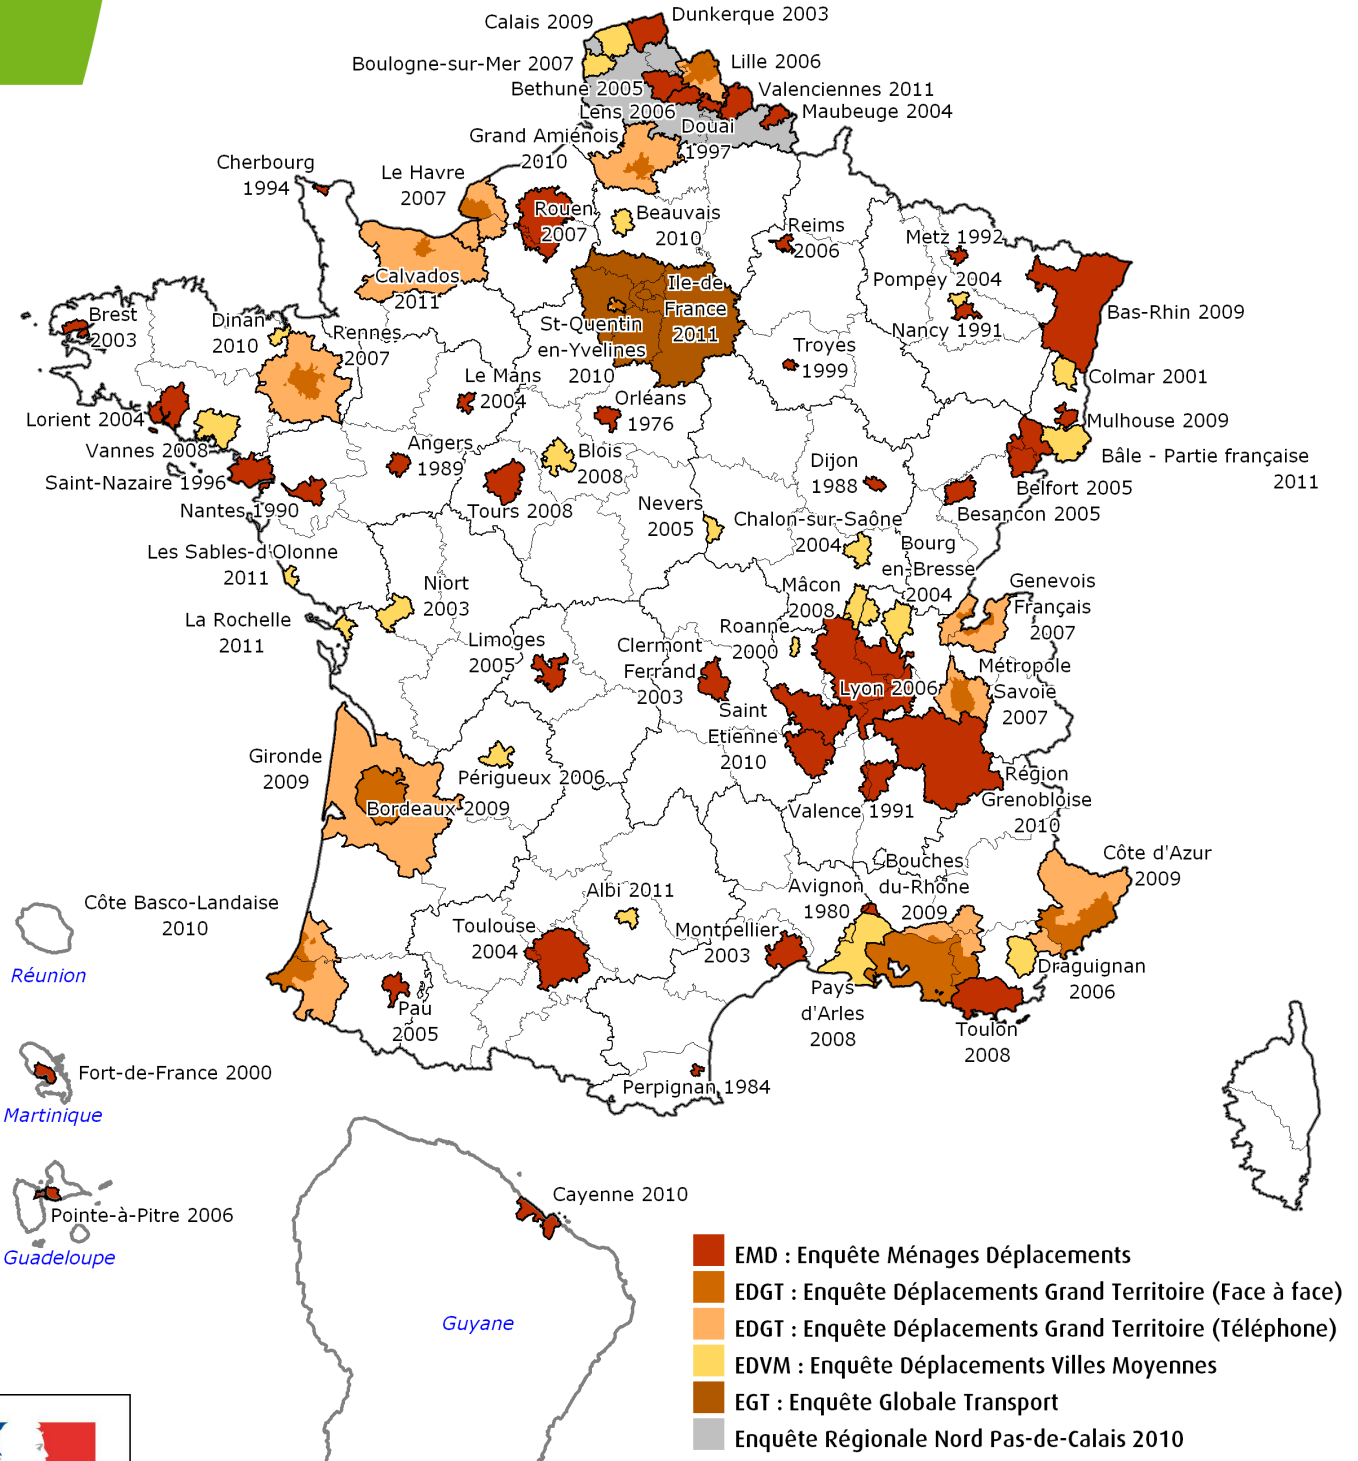 Dunkerque 2003
Calais 2009
Boulogne-sur-Mer 2007
Lille 2006
Bethune 2005
Valenciennes 2011
Lens 2006
Maubeuge 2004
Douai
1997
Grand Amiénois
2010
Cherbourg
1994
Le Havre
2007
Rouen
2007
Beauvais
2010
Reims
2006
Metz 1992
Pompey 2004
Nancy 1991
Bas-Rhin 2009
Calvados
2011
Ile-de
France
2011
St-Quentin
en-Yvelines
2010
Brest
2003
Dinan
2010
Rennes
2007
Troyes
1999
Colmar 2001
Le Mans
2004
Orléans
1976
Mulhouse 2009
Lorient 2004
Vannes 2008
Angers
1989
Blois
2008
Bâle - Partie française
2011
Saint-Nazaire 1996
Dijon
1988
Belfort 2005
Nantes 1990
Tours 2008
Nevers
2005
Besancon 2005
Chalon-sur-Saône
2004
Les Sables-d'Olonne
2011
Bourg
en-Bresse
2004
Niort
2003
Mâcon
2008
Genevois
Français
2007
La Rochelle
2011
Limoges
2005
Clermont
Ferrand
2003
Roanne
2000
Métropole
Savoie
2007
Lyon 2006
Saint
Etienne
2010
Gironde
2009
Périgueux 2006
Région
Grenobloise
2010
Bordeaux 2009
Valence 1991
Côte d'Azur
2009
Bouches
du-Rhône
2009
Avignon
1980
Albi 2011
Côte Basco-Landaise
2010
Toulouse
2004
Montpellier
2003
Réunion
Draguignan
2006
Pays
d'Arles
2008
Pau
2005
Toulon
2008
Fort-de-France 2000
Perpignan 1984
Martinique
Cayenne 2010
Pointe-à-Pitre 2006
Guadeloupe
Guyane
EMD : Enquête Ménages Déplacements
EDGT : Enquête Déplacements Grand Territoire (Face à face)
EDGT : Enquête Déplacements Grand Territoire (Téléphone)
EDVM : Enquête Déplacements Villes Moyennes
EGT : Enquête Globale Transport
Enquête Régionale Nord Pas-de-Calais 2010